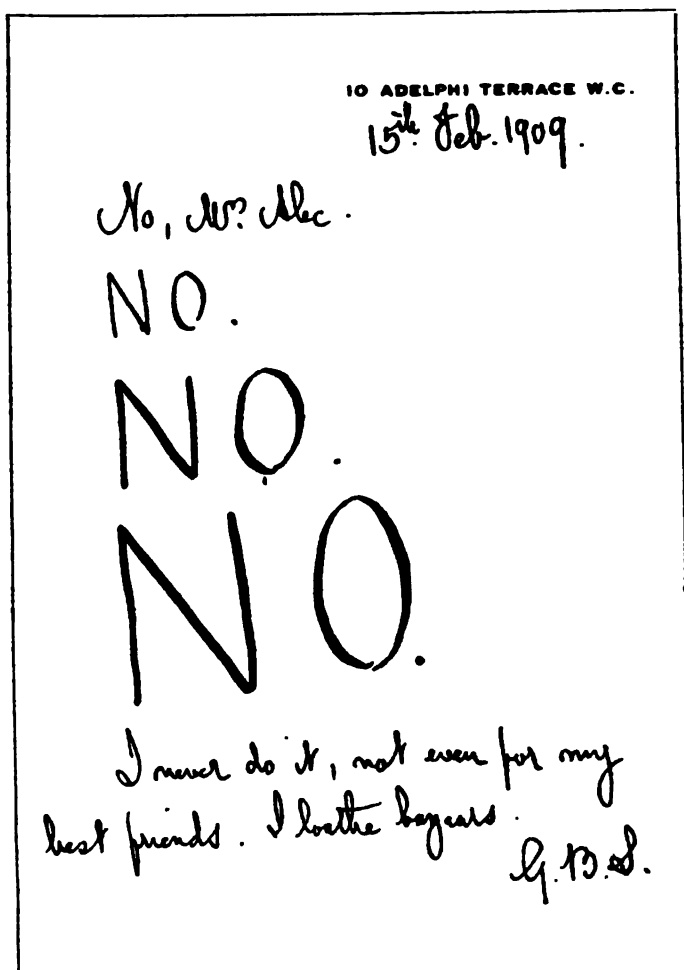 10 ADELPHI TERRACE W.C.
15th Feb. 1909.
No, Mr. Alec.
NO.
NO.
NO.
I never do it, not even for my
best friends. I loathe bazaars.
G.B.S.